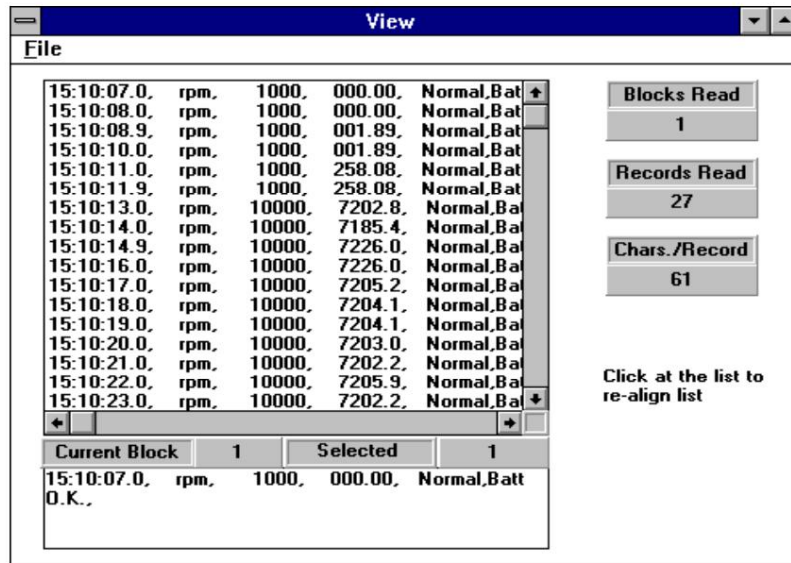 View
File
15:10:07.0, rpm, 1000, 000.00, Normal,Bat
15:10:08.0, rpm, 1000, 000.00, Normal,Bat
15:10:08.9, rpm, 1000, 001.89, Normal,Bat
15:10:10.0, rpm, 1000, 001.89, Normal,Bat
15:10:11.0, rpm, 1000, 258.08, Normal,Bat
15:10:11.9, rpm, 1000, 258.08, Normal,Bat
15:10:13.0, rpm, 10000, 7202.8, Normal,Bat
15:10:14.0, rpm, 10000, 7185.4, Normal,Bat
15:10:14.9, rpm, 10000, 7226.0, Normal,Bat
15:10:16.0, rpm, 10000, 7226.0, Normal,Bat
15:10:17.0, rpm, 10000, 7205.2, Normal,Bat
15:10:18.0, rpm, 10000, 7204.1, Normal,Bat
15:10:19.0, rpm, 10000, 7204.1, Normal,Bat
15:10:20.0, rpm, 10000, 7203.0, Normal,Bat
15:10:21.0, rpm, 10000, 7202.2, Normal,Bat
15:10:22.0, rpm, 10000, 7205.9, Normal,Bat
15:10:23.0, rpm, 10000, 7202.2, Normal,Bat
Blocks Read
1
Records Read
27
Chars./Record
61
Click at the list to
re-align list
Current Block 1 Selected 1
15:10:07.0, rpm, 1000, 000.00, Normal,Batt
O.K.,